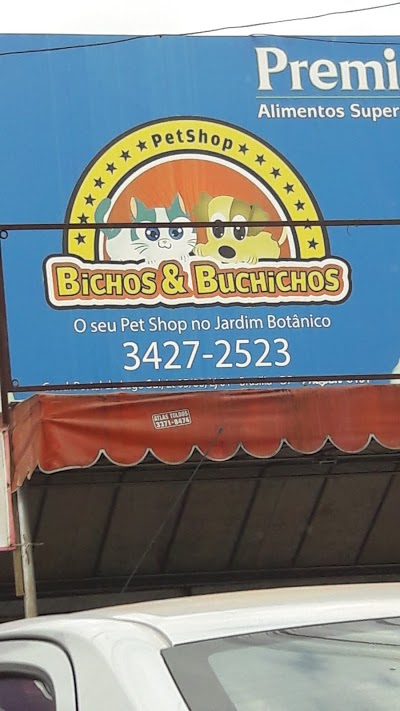 Premi
Alimentos Super
PetShop
BICHOS & BUCHICHOS
O seu Pet Shop no Jardim Botânico
3427-2523
ATLAS TOLDOS
3371-8474